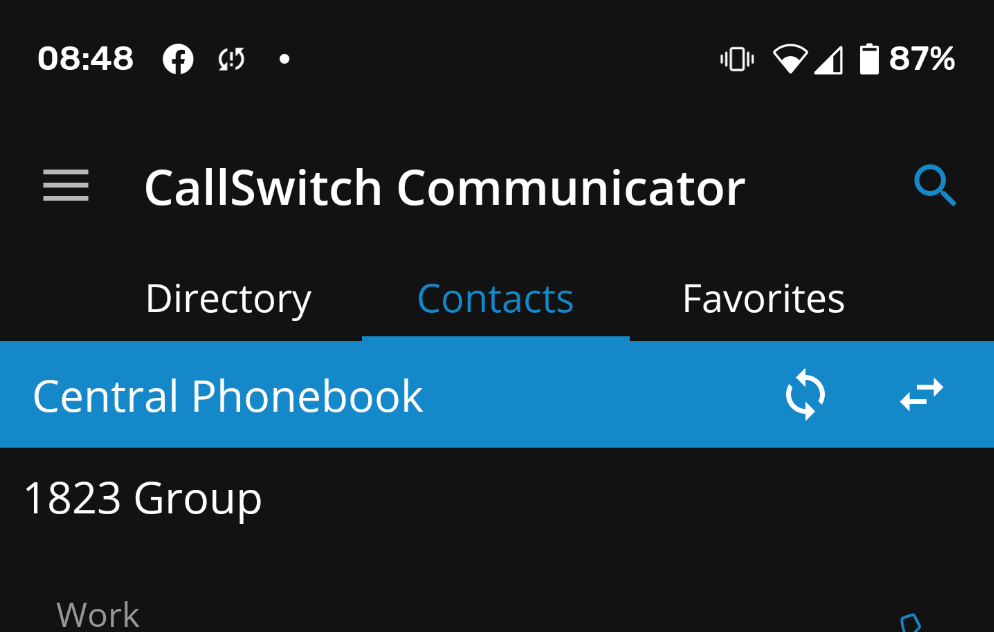 08:48 87%
CallSwitch Communicator
Directory Contacts Favorites
Central Phonebook
1823 Group
Work